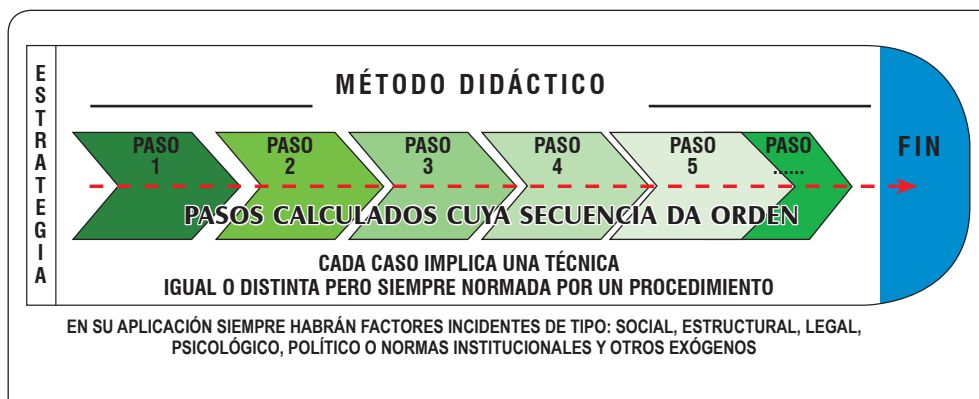 ESTRATEGIA
MÉTODO DIDÁCTICO
PASO 1
PASO 2
PASO 3
PASO 4
PASO 5
PASO ......
FIN
PASOS CALCULADOS CUYA SECUENCIA DA ORDEN
CADA CASO IMPLICA UNA TÉCNICA
IGUAL O DISTINTA PERO SIEMPRE NORMADA POR UN PROCEDIMIENTO
EN SU APLICACIÓN SIEMPRE HABRÁN FACTORES INCIDENTES DE TIPO: SOCIAL, ESTRUCTURAL, LEGAL,
PSICOLÓGICO, POLÍTICO O NORMAS INSTITUCIONALES Y OTROS EXÓGENOS